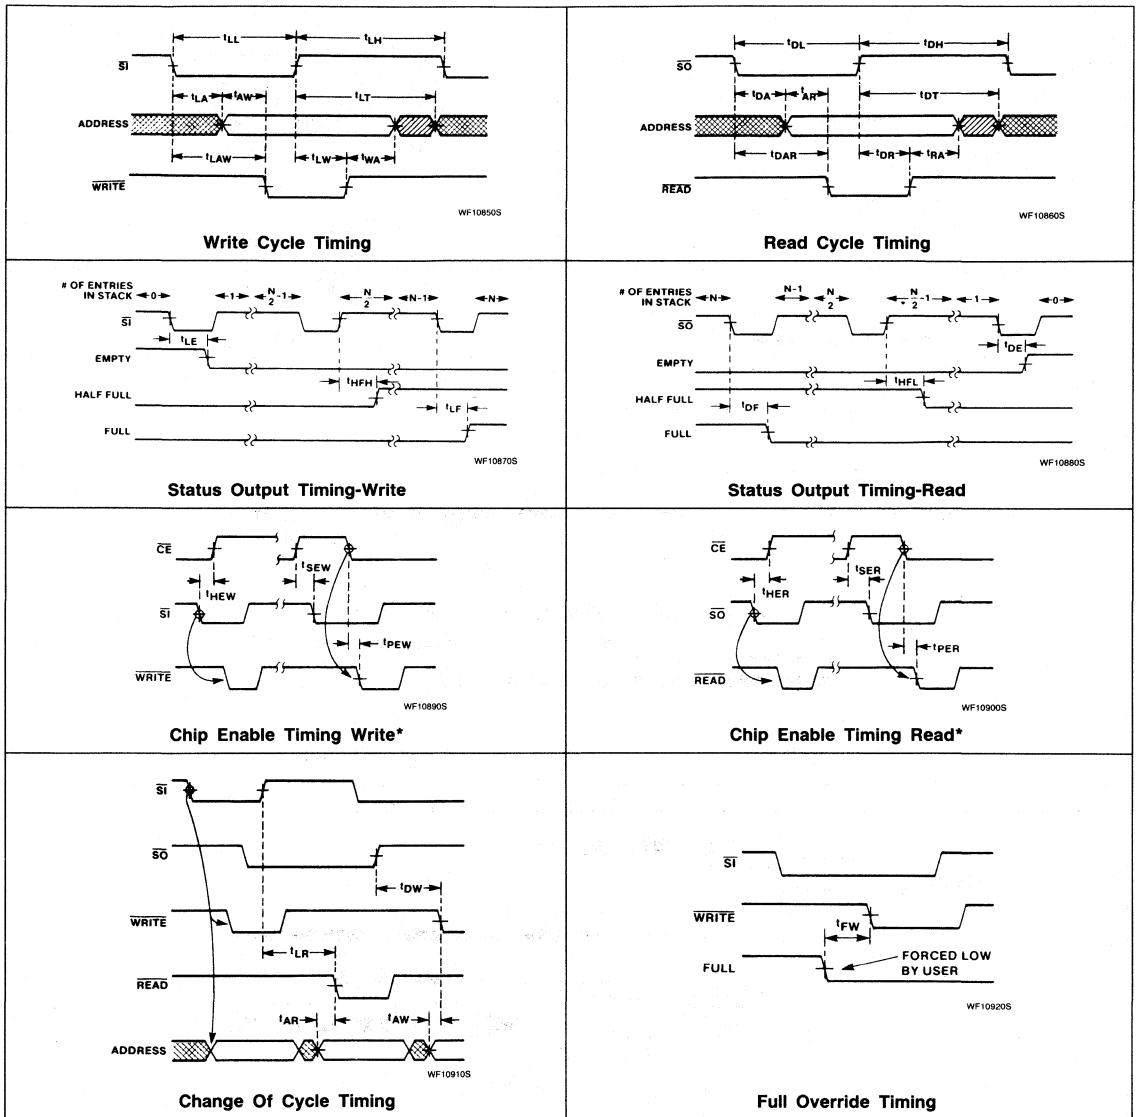 tLL
tLH
SI
tLA
tAW
tLT
ADDRESS
tLAW
tLW
tWA
WRITE
WF10850S
Write Cycle Timing
tDL
tDH
SO
tDA
tAR
tDT
ADDRESS
tDAR
tDR
tRA
READ
WF10860S
Read Cycle Timing
# OF ENTRIES
IN STACK
0
1
N/2 -1
N/2
N-1
N
SI
tLE
EMPTY
tHFH
HALF FULL
tLF
FULL
WF10870S
Status Output Timing-Write
# OF ENTRIES
IN STACK
N
N-1
N/2
N/2 -1
1
0
SO
tDE
EMPTY
tHFL
HALF FULL
tDF
FULL
WF10880S
Status Output Timing-Read
CE
tSEW
tHEW
SI
tPEW
WRITE
WF10890S
Chip Enable Timing Write*
CE
tSER
tHER
SO
tPER
READ
WF10900S
Chip Enable Timing Read*
SI
SO
tDW
WRITE
tLR
READ
tAR
tAW
ADDRESS
WF10910S
Change Of Cycle Timing
SI
WRITE
tFW
FULL
FORCED LOW
BY USER
WF10920S
Full Override Timing